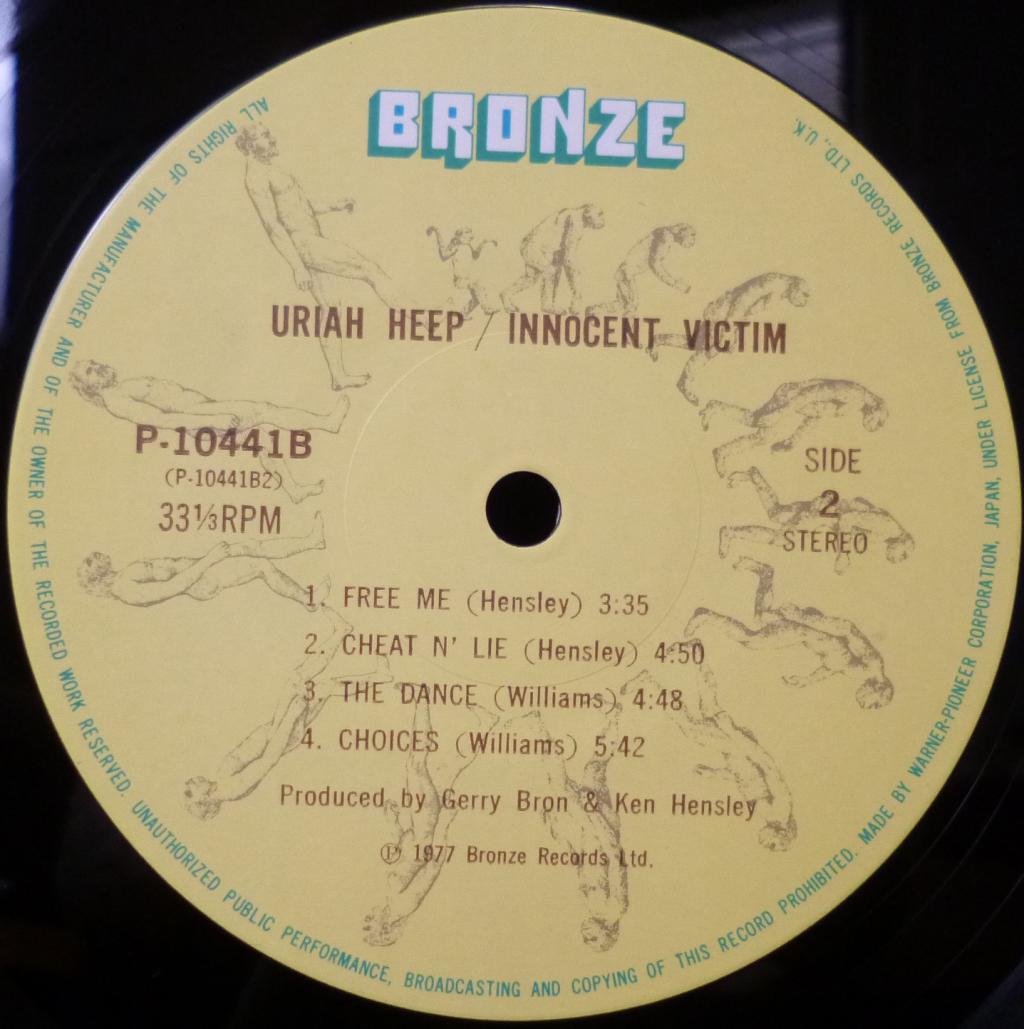 BRONZE
URIAH HEEP / INNOCENT VICTIM
P-10441B
(P-10441B2)
33⅓RPM
SIDE
2
STEREO
1. FREE ME (Hensley) 3:35
2. CHEAT N' LIE (Hensley) 4:50
3. THE DANCE (Williams) 4:48
4. CHOICES (Williams) 5:42
Produced by Gerry Bron & Ken Hensley
℗ 1977 Bronze Records Ltd.
ALL RIGHTS OF THE MANUFACTURER AND OF THE OWNER OF THE RECORDED WORK RESERVED. UNAUTHORIZED PUBLIC PERFORMANCE, BROADCASTING AND COPYING OF THIS RECORD PROHIBITED. MADE BY WARNER-PIONEER CORPORATION, JAPAN, UNDER LICENSE FROM BRONZE RECORDS LTD., U.K.